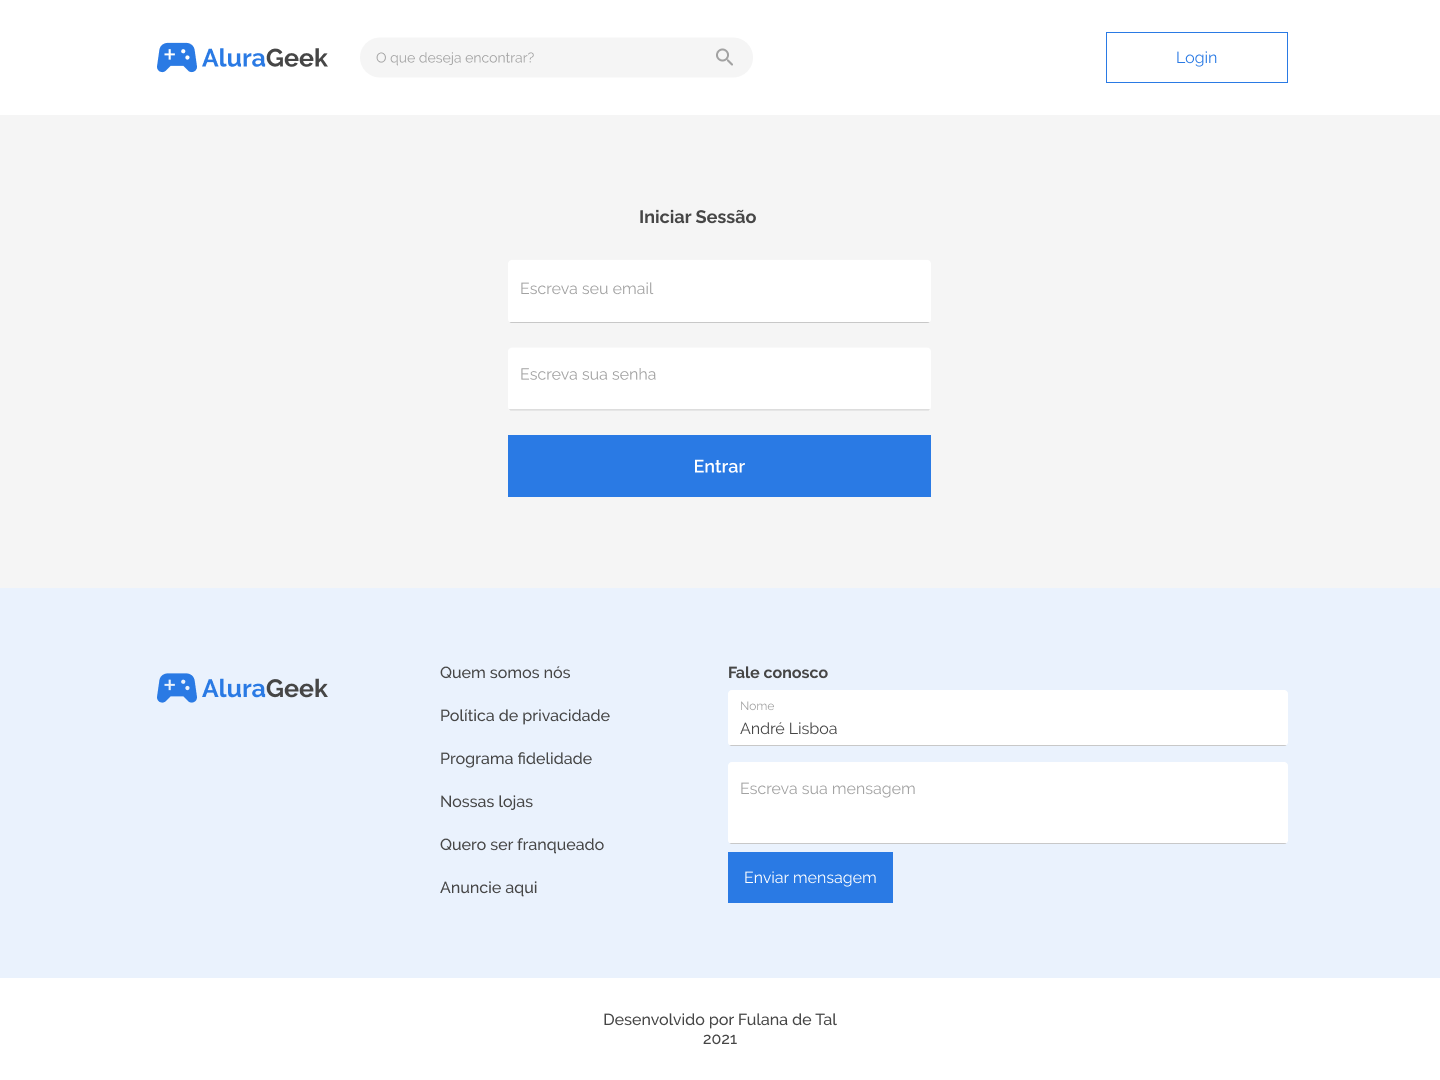 AluraGeek
O que deseja encontrar?
Login
Iniciar Sessão
Escreva seu email
Escreva sua senha
Entrar
AluraGeek
Quem somos nós
Política de privacidade
Programa fidelidade
Nossas lojas
Quero ser franqueado
Anuncie aqui
Fale conosco
Nome
André Lisboa
Escreva sua mensagem
Enviar mensagem
Desenvolvido por Fulana de Tal
2021